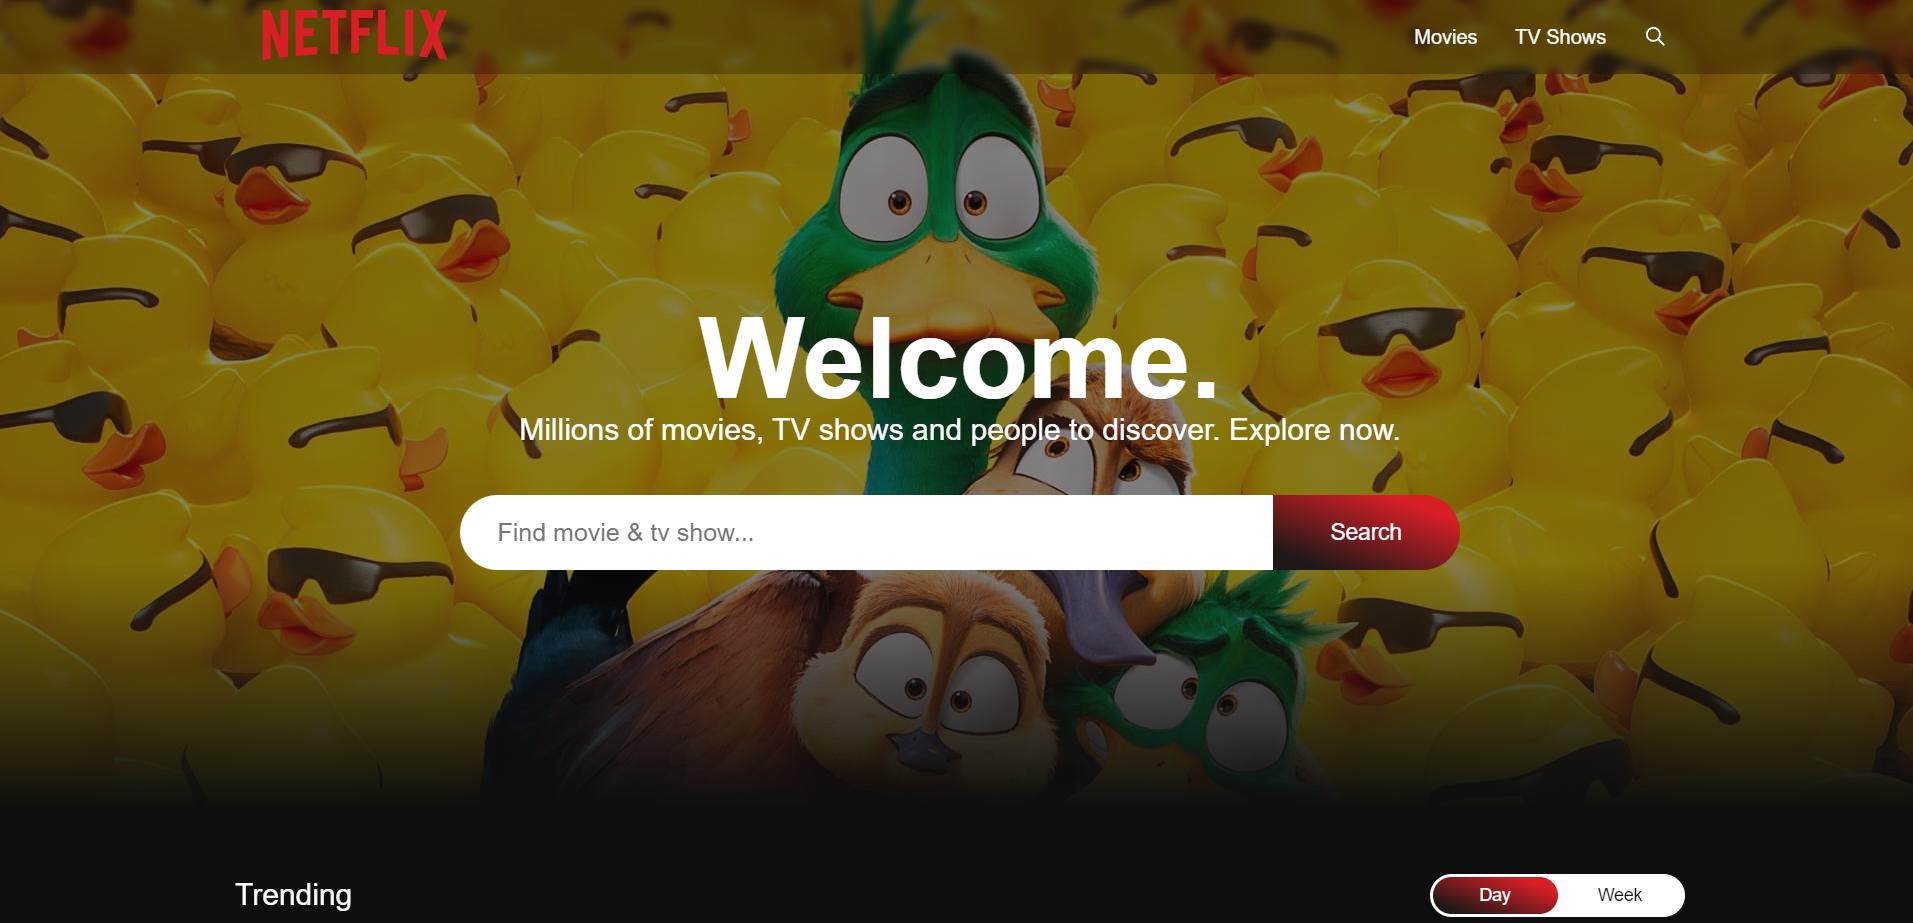 NETFLIX
Movies
TV Shows
Welcome.
Millions of movies, TV shows and people to discover. Explore now.
Find movie & tv show...
Search
Trending
Day
Week